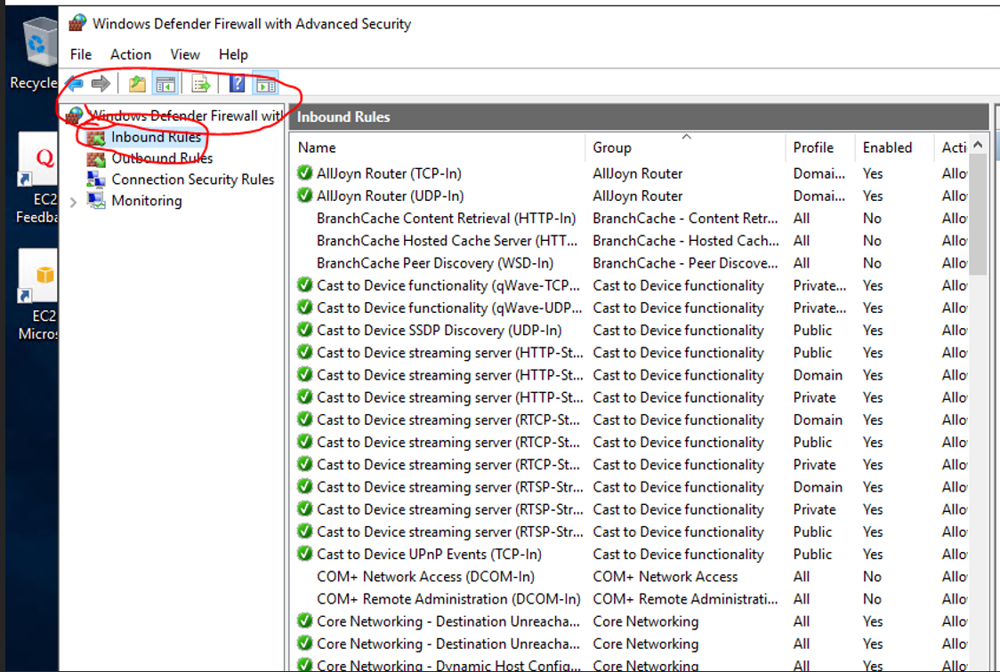 Windows Defender Firewall with Advanced Security
File Action View Help
Recycle
Windows Defender Firewall with
Inbound Rules
Outbound Rules
Connection Security Rules
Monitoring
EC2
Feedba
EC2
Micros
Inbound Rules
Name Group Profile Enabled Acti
AllJoyn Router (TCP-In) AllJoyn Router Domai... Yes Allo
AllJoyn Router (UDP-In) AllJoyn Router Domai... Yes Allo
BranchCache Content Retrieval (HTTP-In) BranchCache - Content Retr... All No Allo
BranchCache Hosted Cache Server (HTT... BranchCache - Hosted Cach... All No Allo
BranchCache Peer Discovery (WSD-In) BranchCache - Peer Discove... All No Allo
Cast to Device functionality (qWave-TCP... Cast to Device functionality Private... Yes Allo
Cast to Device functionality (qWave-UDP... Cast to Device functionality Private... Yes Allo
Cast to Device SSDP Discovery (UDP-In) Cast to Device functionality Public Yes Allo
Cast to Device streaming server (HTTP-St... Cast to Device functionality Public Yes Allo
Cast to Device streaming server (HTTP-St... Cast to Device functionality Domain Yes Allo
Cast to Device streaming server (HTTP-St... Cast to Device functionality Private Yes Allo
Cast to Device streaming server (RTCP-St... Cast to Device functionality Domain Yes Allo
Cast to Device streaming server (RTCP-St... Cast to Device functionality Public Yes Allo
Cast to Device streaming server (RTCP-St... Cast to Device functionality Private Yes Allo
Cast to Device streaming server (RTSP-Str... Cast to Device functionality Domain Yes Allo
Cast to Device streaming server (RTSP-Str... Cast to Device functionality Private Yes Allo
Cast to Device streaming server (RTSP-Str... Cast to Device functionality Public Yes Allo
Cast to Device UPnP Events (TCP-In) Cast to Device functionality Public Yes Allo
COM+ Network Access (DCOM-In) COM+ Network Access All No Allo
COM+ Remote Administration (DCOM-In) COM+ Remote Administrati... All No Allo
Core Networking - Destination Unreacha... Core Networking All Yes Allo
Core Networking - Destination Unreacha... Core Networking All Yes Allo
Core Networking - Dynamic Host Config... Core Networking All Yes Allo